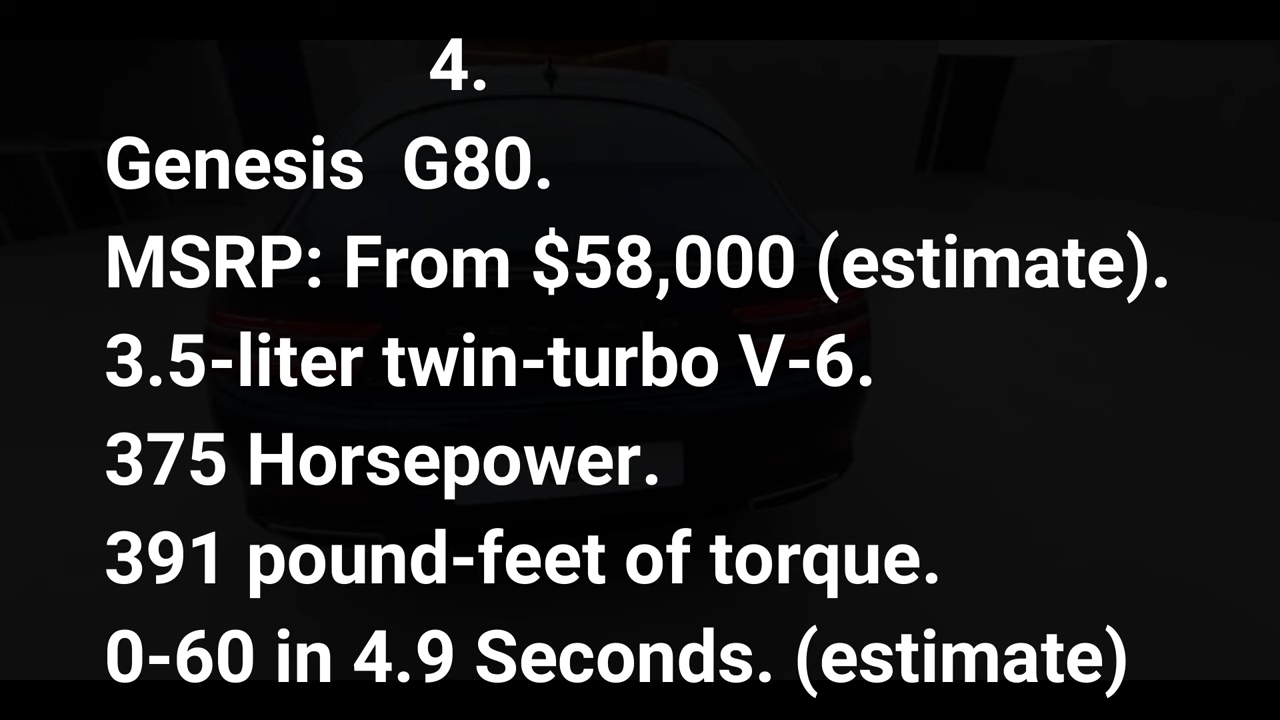 4.
Genesis  G80.
MSRP: From $58,000 (estimate).
3.5-liter twin-turbo V-6.
375 Horsepower.
391 pound-feet of torque.
0-60 in 4.9 Seconds. (estimate)